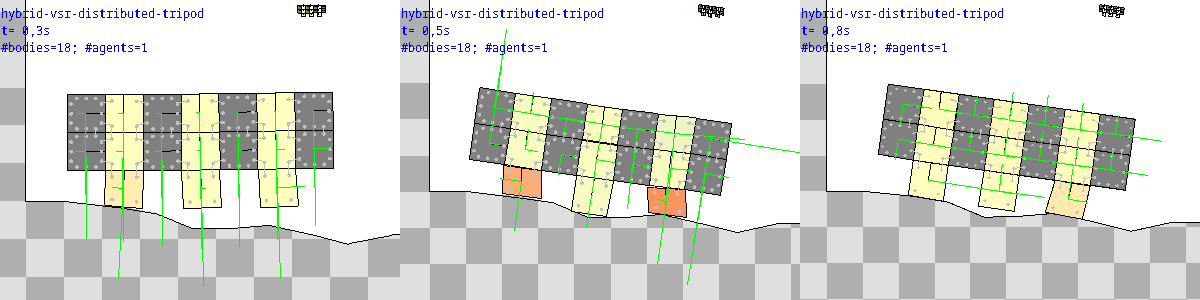 hybrid-vsr-distributed-tripod
t= 0,3s
#bodies=18; #agents=1
hybrid-vsr-distributed-tripod
t= 0,5s
#bodies=18; #agents=1
hybrid-vsr-distributed-tripod
t= 0,8s
#bodies=18; #agents=1